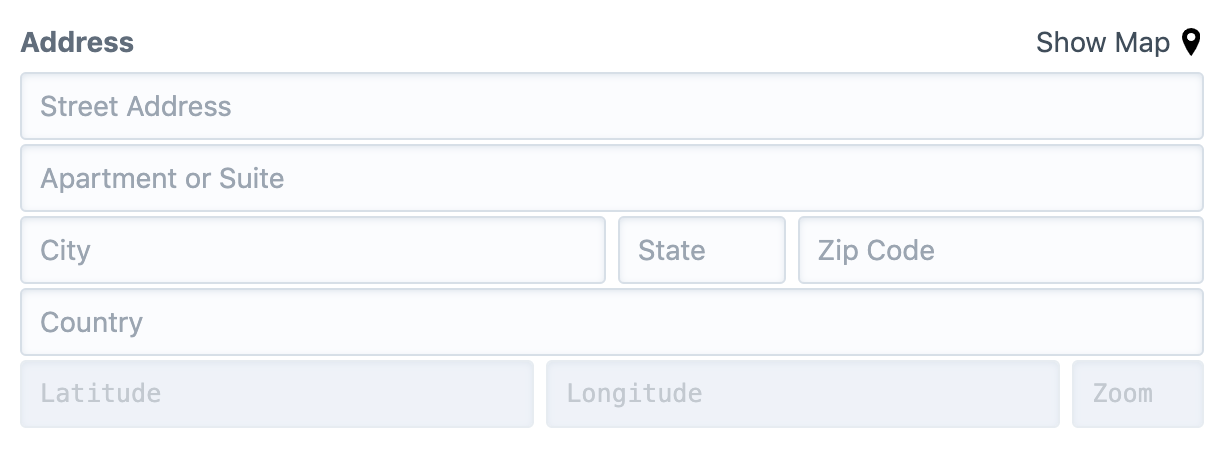 Address Show Map
Street Address
Apartment or Suite
City State Zip Code
Country
Latitude Longitude Zoom